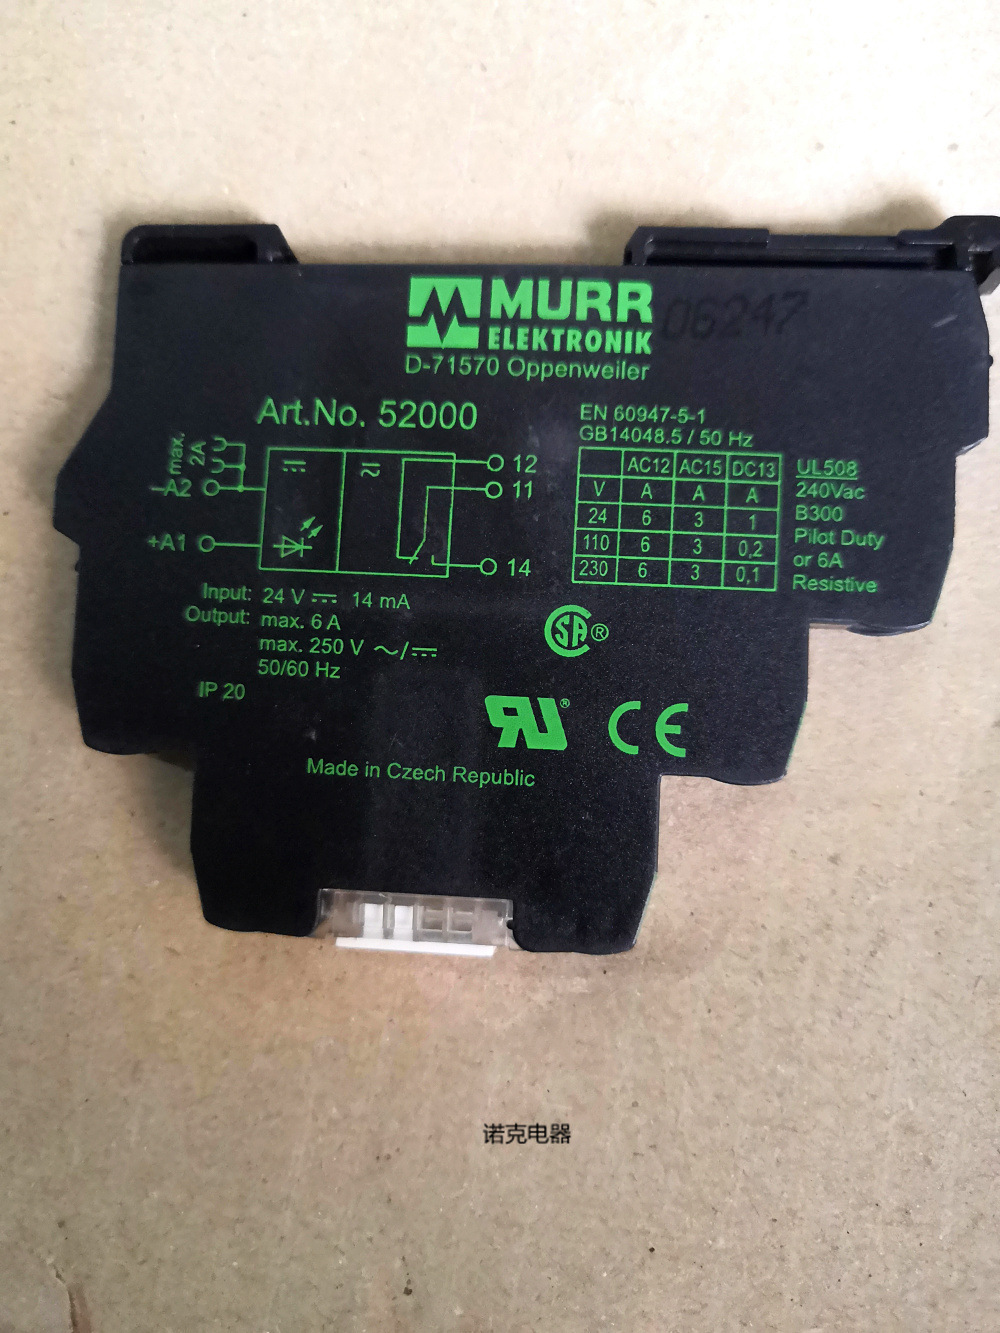 MURR
ELEKTRONIK
06247
D-71570 Oppenweiler
Art.No. 52000
EN 60947-5-1
GB14048.5 / 50 Hz
max.
2A
-A2
+A1
12
11
14
AC12 AC15 DC13
V A A A
24 6 3 1
110 6 3 0,2
230 6 3 0,1
UL508
240Vac
B300
Pilot Duty
or 6A
Resistive
Input: 24 V 14 mA
Output: max. 6 A
max. 250 V ~/⎓
50/60 Hz
IP 20
SA ®
RU ®
CE
Made in Czech Republic
诺克电器